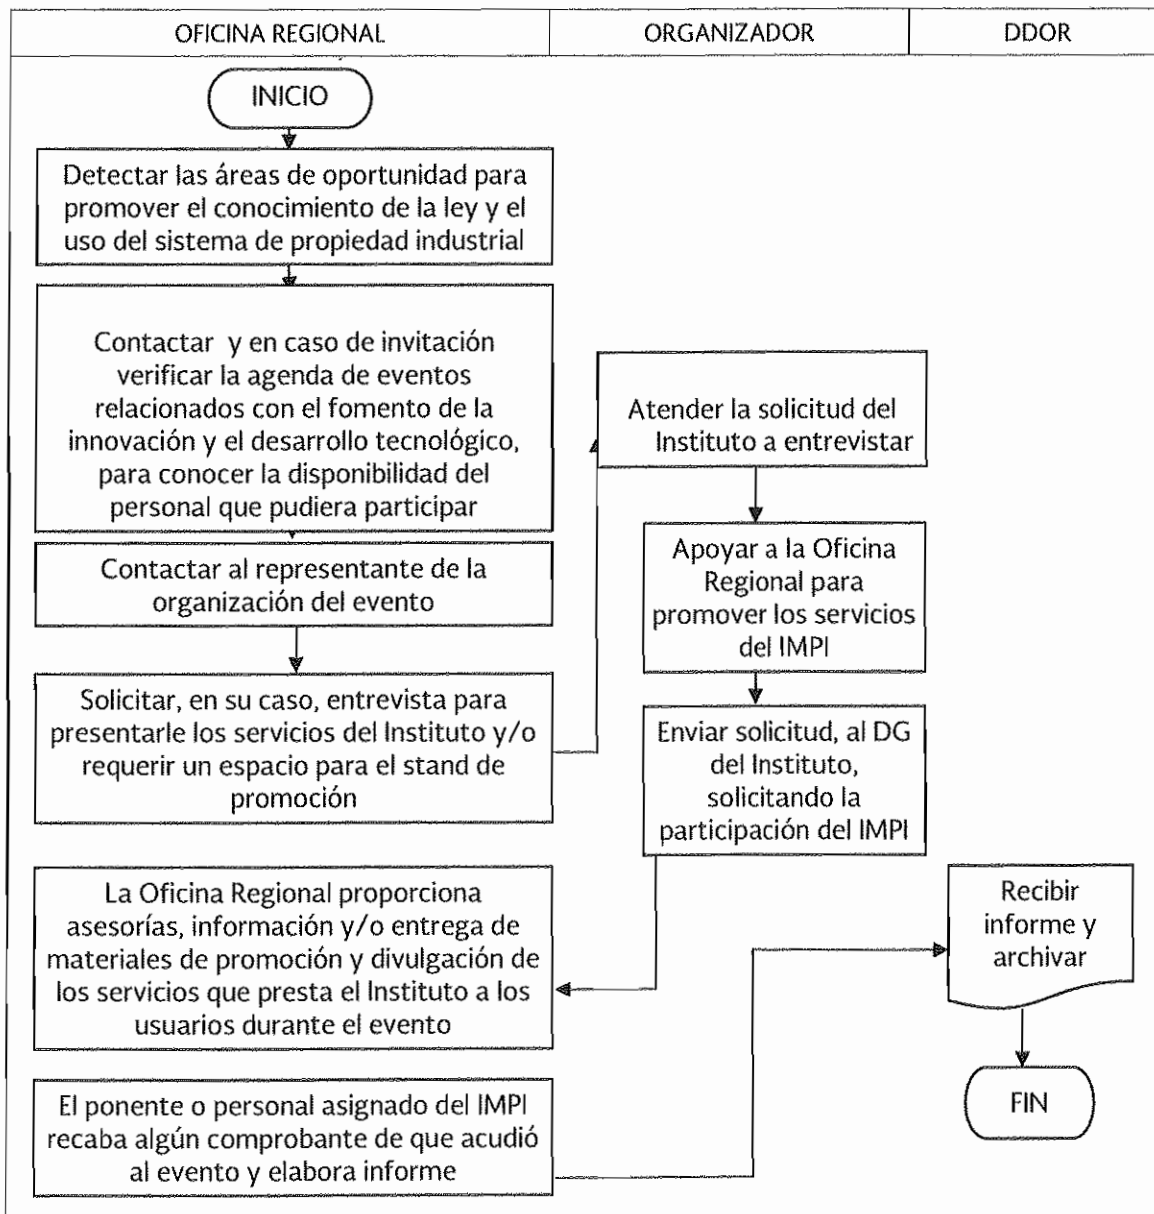 OFICINA REGIONAL
ORGANIZADOR
DDOR
INICIO
Detectar las áreas de oportunidad para
promover el conocimiento de la ley y el
uso del sistema de propiedad industrial
Contactar y en caso de invitación
verificar la agenda de eventos
relacionados con el fomento de la
innovación y el desarrollo tecnológico,
para conocer la disponibilidad del
personal que pudiera participar
Contactar al representante de la
organización del evento
Solicitar, en su caso, entrevista para
presentarle los servicios del Instituto y/o
requerir un espacio para el stand de
promoción
Atender la solicitud del
Instituto a entrevistar
Apoyar a la Oficina
Regional para
promover los servicios
del IMPI
Enviar solicitud, al DG
del Instituto,
solicitando la
participación del IMPI
La Oficina Regional proporciona
asesorías, información y/o entrega de
materiales de promoción y divulgación de
los servicios que presta el Instituto a los
usuarios durante el evento
El ponente o personal asignado del IMPI
recaba algún comprobante de que acudió
al evento y elabora informe
Recibir
informe y
archivar
FIN